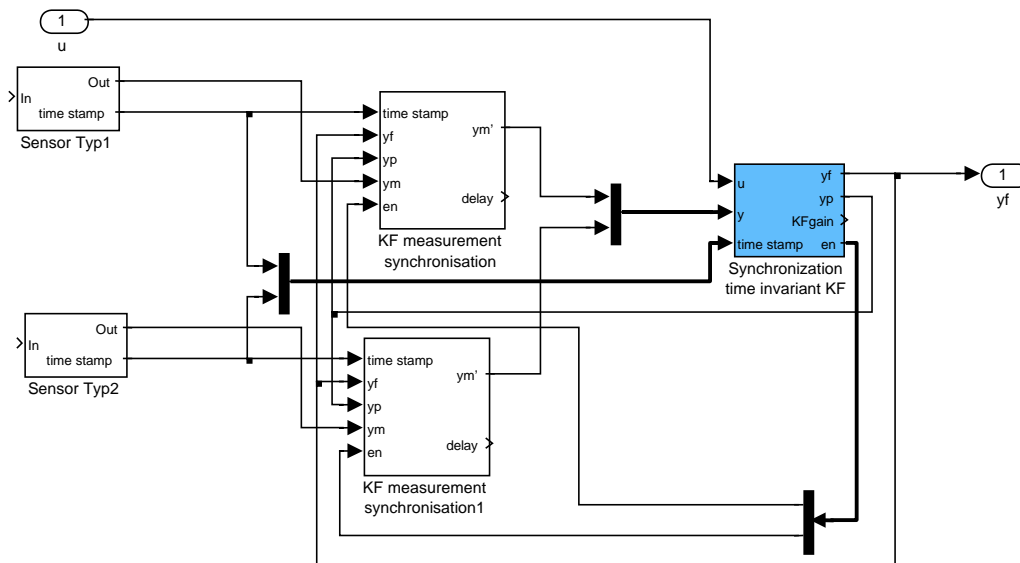 1
u
Out
In
time stamp
Sensor Typ1
time stamp
yf
yp
ym
en
ym'
delay
KF measurement
synchronisation
u
y
time stamp
yf
yp
KFgain
en
Synchronization
time invariant KF
1
yf
Out
In
time stamp
Sensor Typ2
time stamp
yf
yp
ym
en
ym'
delay
KF measurement
synchronisation1